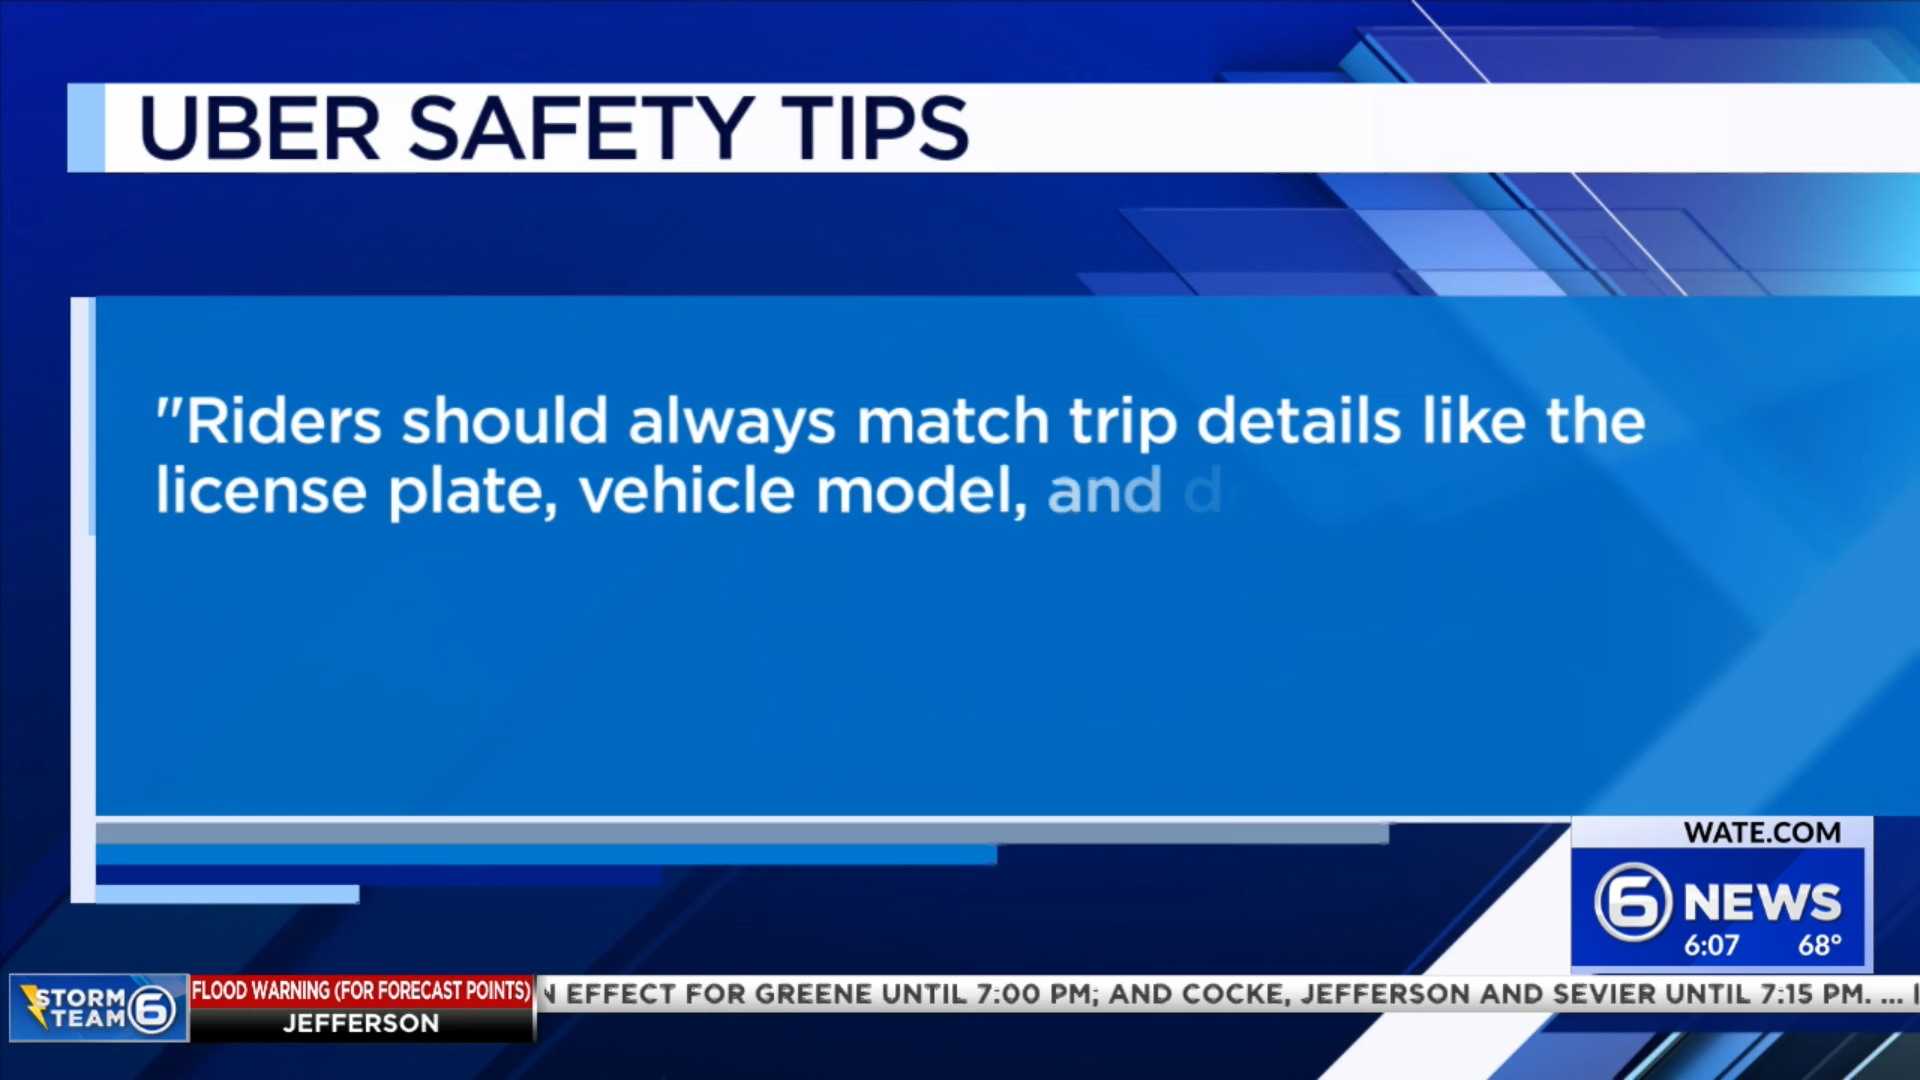 UBER SAFETY TIPS
"Riders should always match trip details like the
license plate, vehicle model, and d
WATE.COM
6 NEWS
6:07 68°
STORM
TEAM 6
FLOOD WARNING (FOR FORECAST POINTS)
JEFFERSON
N EFFECT FOR GREENE UNTIL 7:00 PM; AND COCKE, JEFFERSON AND SEVIER UNTIL 7:15 PM. ...